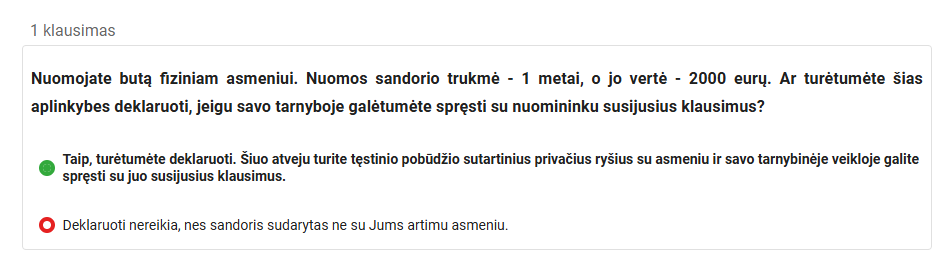 1 klausimas
Nuomojate butą fiziniam asmeniui. Nuomos sandorio trukmė - 1 metai, o jo vertė - 2000 eurų. Ar turėtumėte šias
aplinkybes deklaruoti, jeigu savo tarnyboje galėtumėte spręsti su nuomininku susijusius klausimus?
Taip, turėtumėte deklaruoti. Šiuo atveju turite tęstinio pobūdžio sutartinius privačius ryšius su asmeniu ir savo tarnybinėje veikloje galite
spręsti su juo susijusius klausimus.
Deklaruoti nereikia, nes sandoris sudarytas ne su Jums artimu asmeniu.